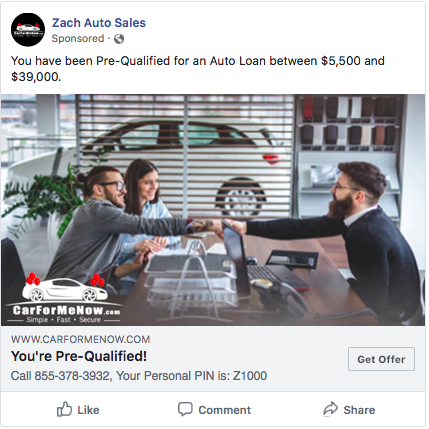 Zach Auto Sales
Sponsored ·
You have been Pre-Qualified for an Auto Loan between $5,500 and
$39,000.
CarForMeNow.com
Simple · Fast · Secure
WWW.CARFORMENOW.COM
You're Pre-Qualified!
Get Offer
Call 855-378-3932, Your Personal PIN is: Z1000
Like
Comment
Share